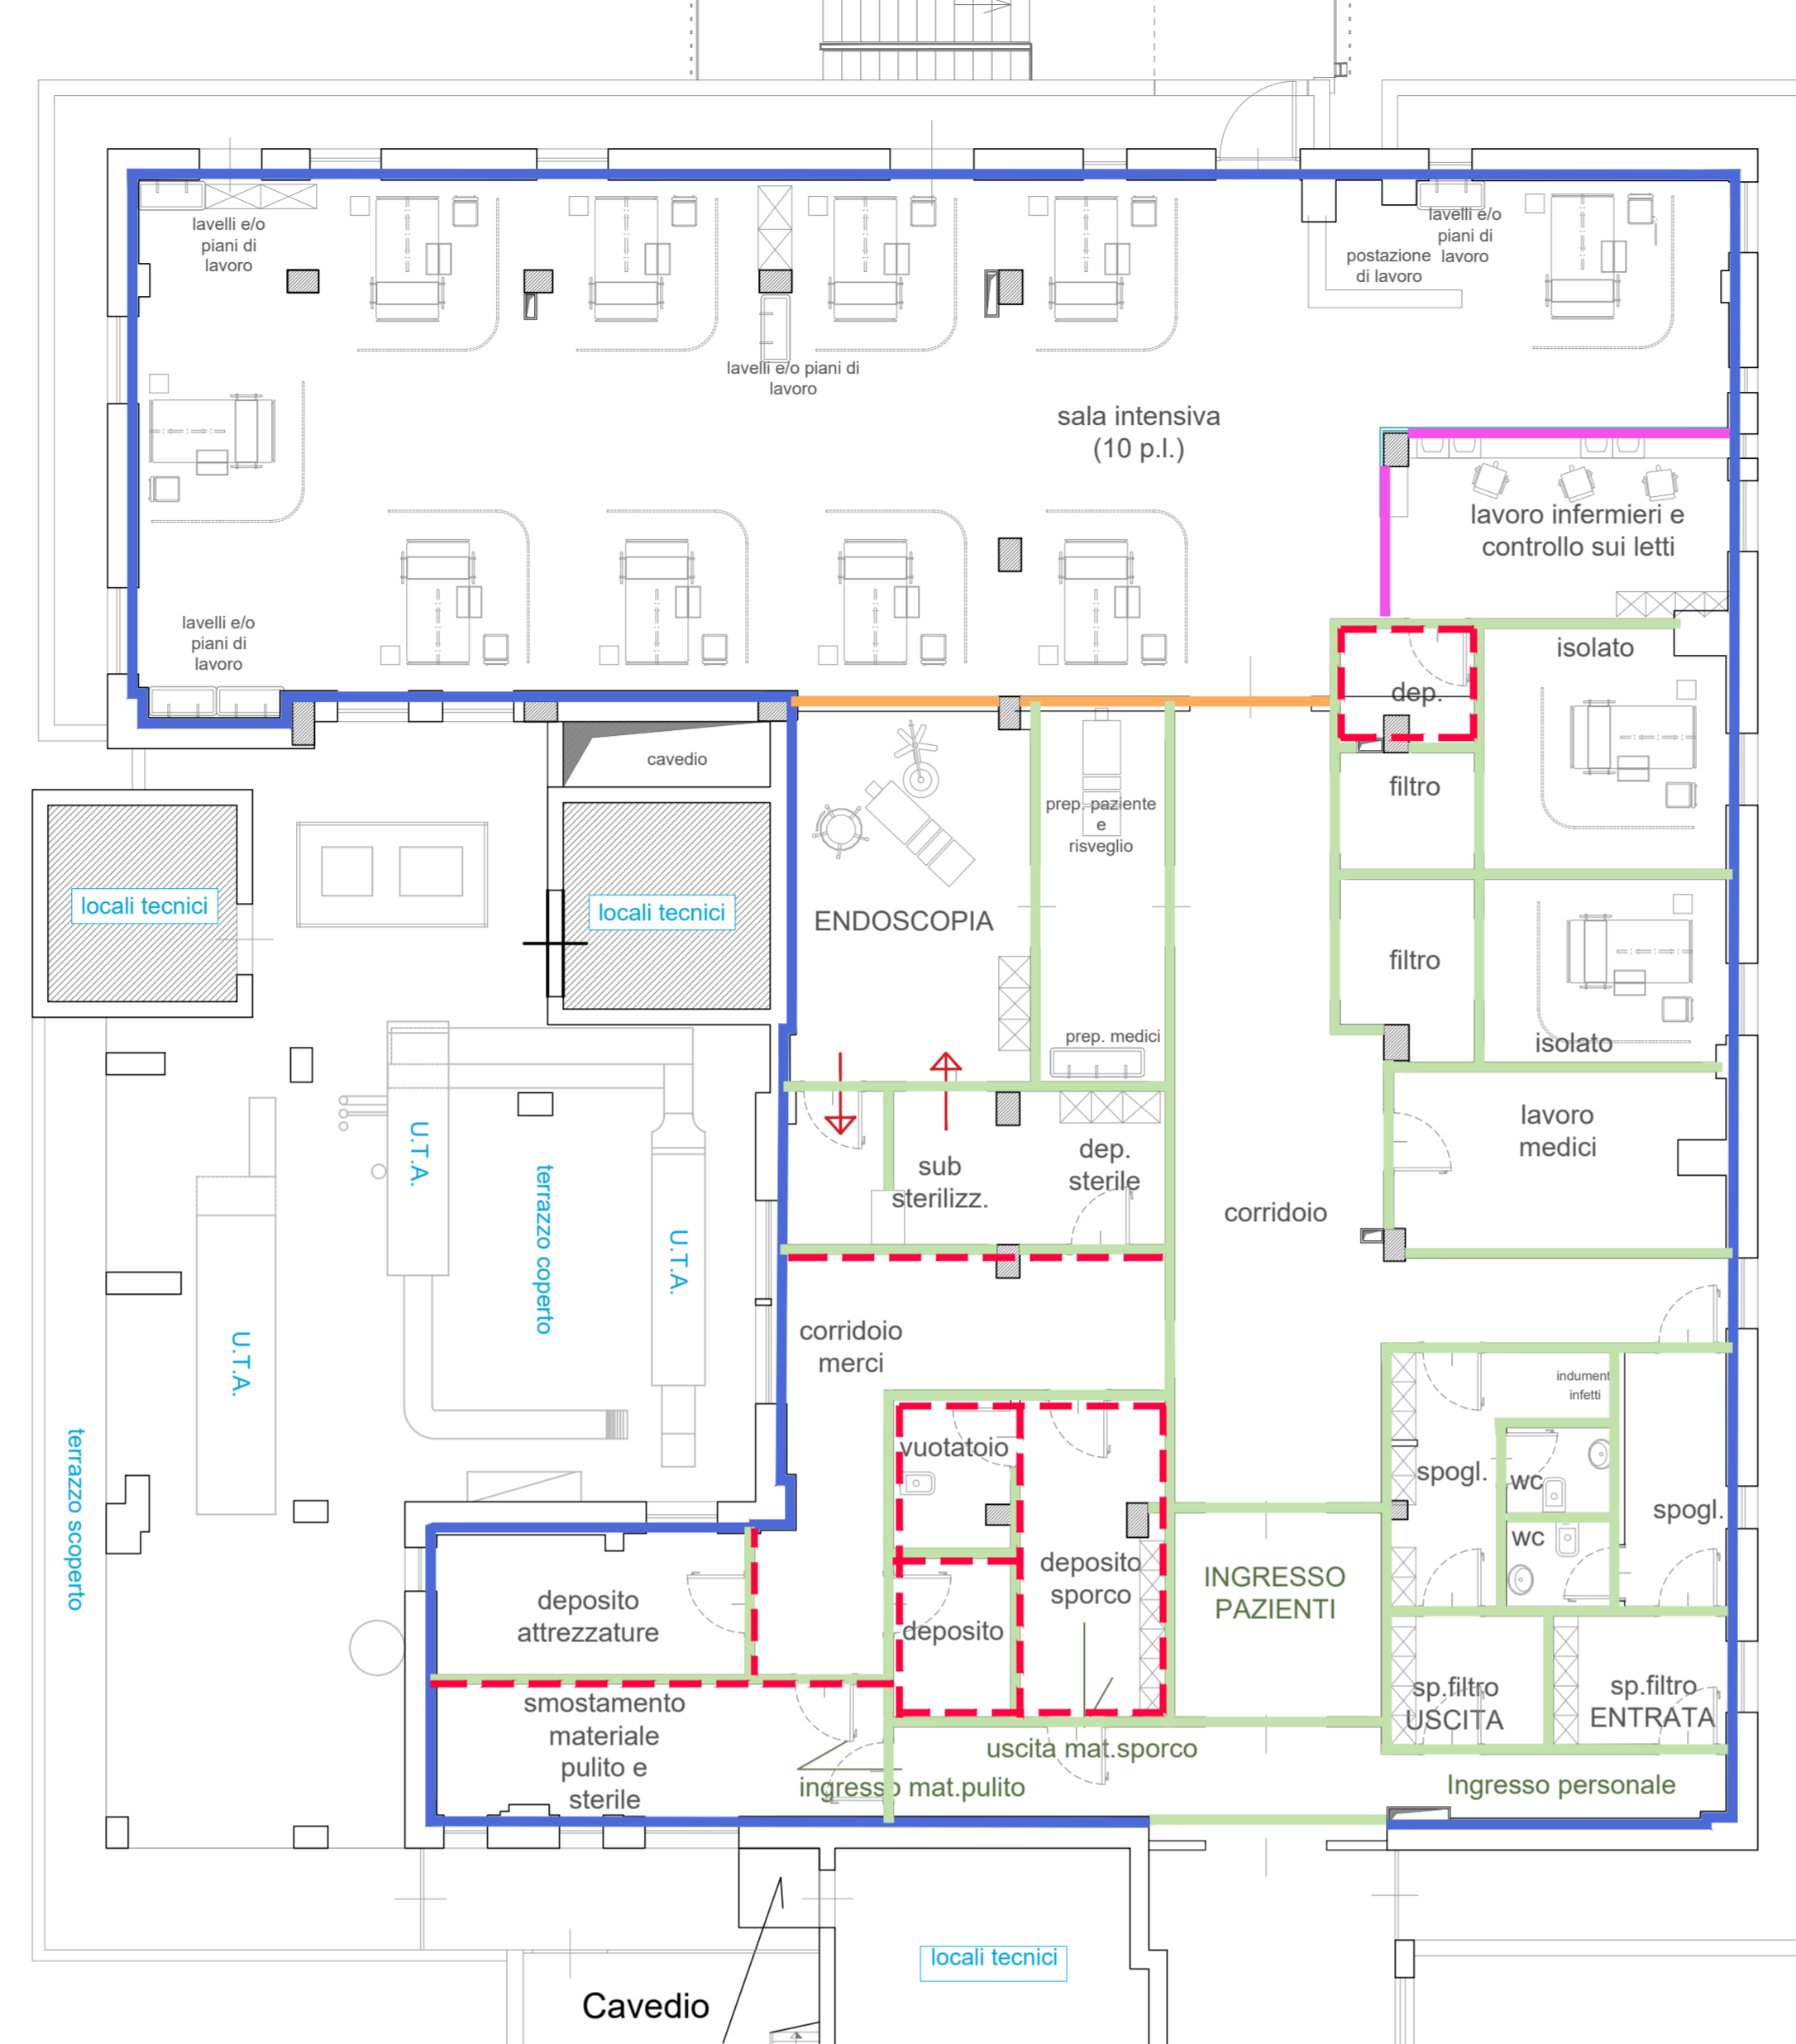 lavelli e/o
piani di
lavoro
lavelli e/o
piani di
lavoro
postazione
di lavoro
lavelli e/o piani di
lavoro
sala intensiva
(10 p.l.)
lavoro infermieri e
controllo sui letti
lavelli e/o
piani di
lavoro
isolato
dep.
cavedio
filtro
prep. paziente
e
risveglio
locali tecnici
locali tecnici
ENDOSCOPIA
filtro
prep. medici
isolato
lavoro
medici
U.T.A.
terrazzo coperto
U.T.A.
sub
sterilizz.
dep.
sterile
corridoio
U.T.A.
corridoio
merci
indument
infetti
terrazzo scoperto
vuotatoio
spogl.
wc
spogl.
wc
deposito
sporco
INGRESSO
PAZIENTI
deposito
attrezzature
deposito
smostamento
materiale
pulito e
sterile
sp.filtro
USCITA
sp.filtro
ENTRATA
uscita mat.sporco
ingresso mat.pulito
Ingresso personale
locali tecnici
Cavedio